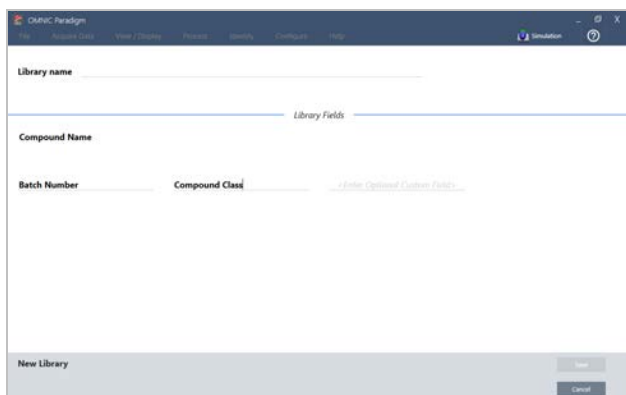 OMNIC Paradigm
File Acquire Data View / Display Process Identify Configure Help Simulation
Library name
Library Fields
Compound Name
Batch Number Compound Class <Enter Optional Custom Field>
New Library
Save
Cancel